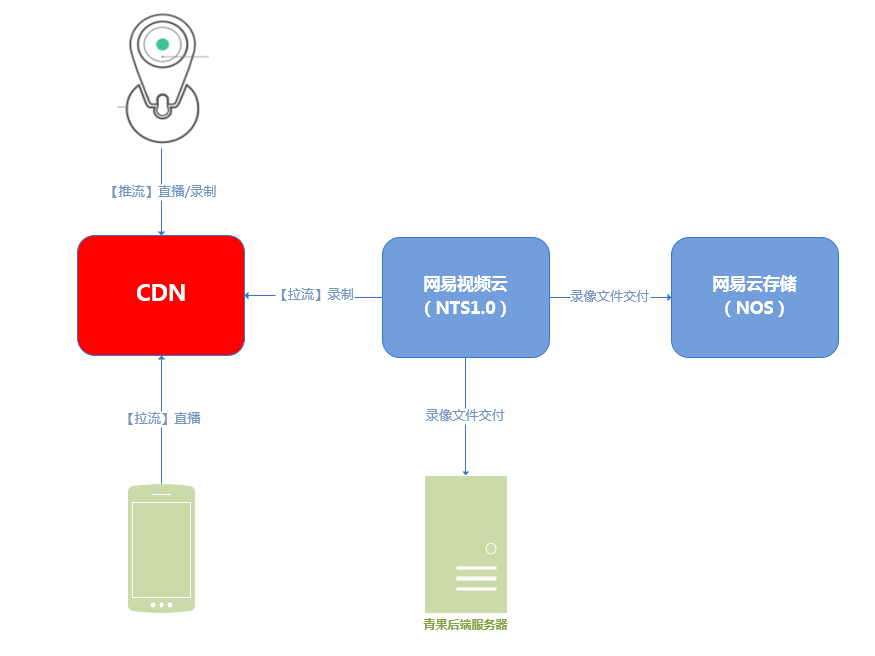 【推流】直播/录制
CDN
【拉流】录制
网易视频云
（NTS1.0）
录像文件交付
网易云存储
（NOS）
【拉流】直播
录像文件交付
青果后端服务器